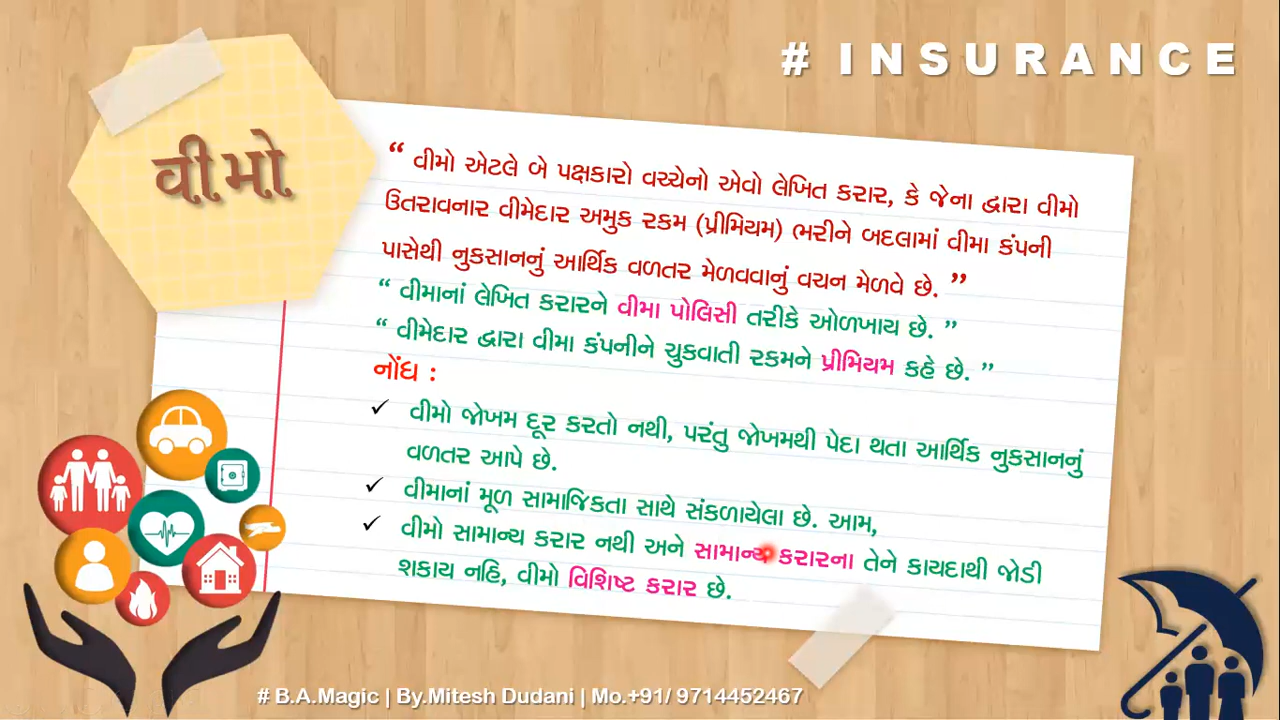 # INSURANCE
વીમો
“ વીમો એટલે બે પક્ષકારો વચ્ચેનો એવો લેખિત કરાર, કે જેના દ્વારા વીમો
ઉતરાવનાર વીમેદાર અમુક રકમ (પ્રીમિયમ) ભરીને બદલામાં વીમા કંપની
પાસેથી નુકસાનનું આર્થિક વળતર મેળવવાનું વચન મેળવે છે. ”
“ વીમાનાં લેખિત કરારને વીમા પોલિસી તરીકે ઓળખાય છે. ”
“ વીમેદાર દ્વારા વીમા કંપનીને ચુકવાતી રકમને પ્રીમિયમ કહે છે. ”
નોંધ :
✓ વીમો જોખમ દૂર કરતો નથી, પરંતુ જોખમથી પેદા થતા આર્થિક નુકસાનનું
વળતર આપે છે.
✓ વીમાનાં મૂળ સામાજિકતા સાથે સંકળાયેલા છે. આમ,
✓ વીમો સામાન્ય કરાર નથી અને સામાન્ય કરારના તેને કાયદાથી જોડી
શકાય નહિ, વીમો વિશિષ્ટ કરાર છે.
# B.A.Magic | By.Mitesh Dudani | Mo.+91/ 9714452467